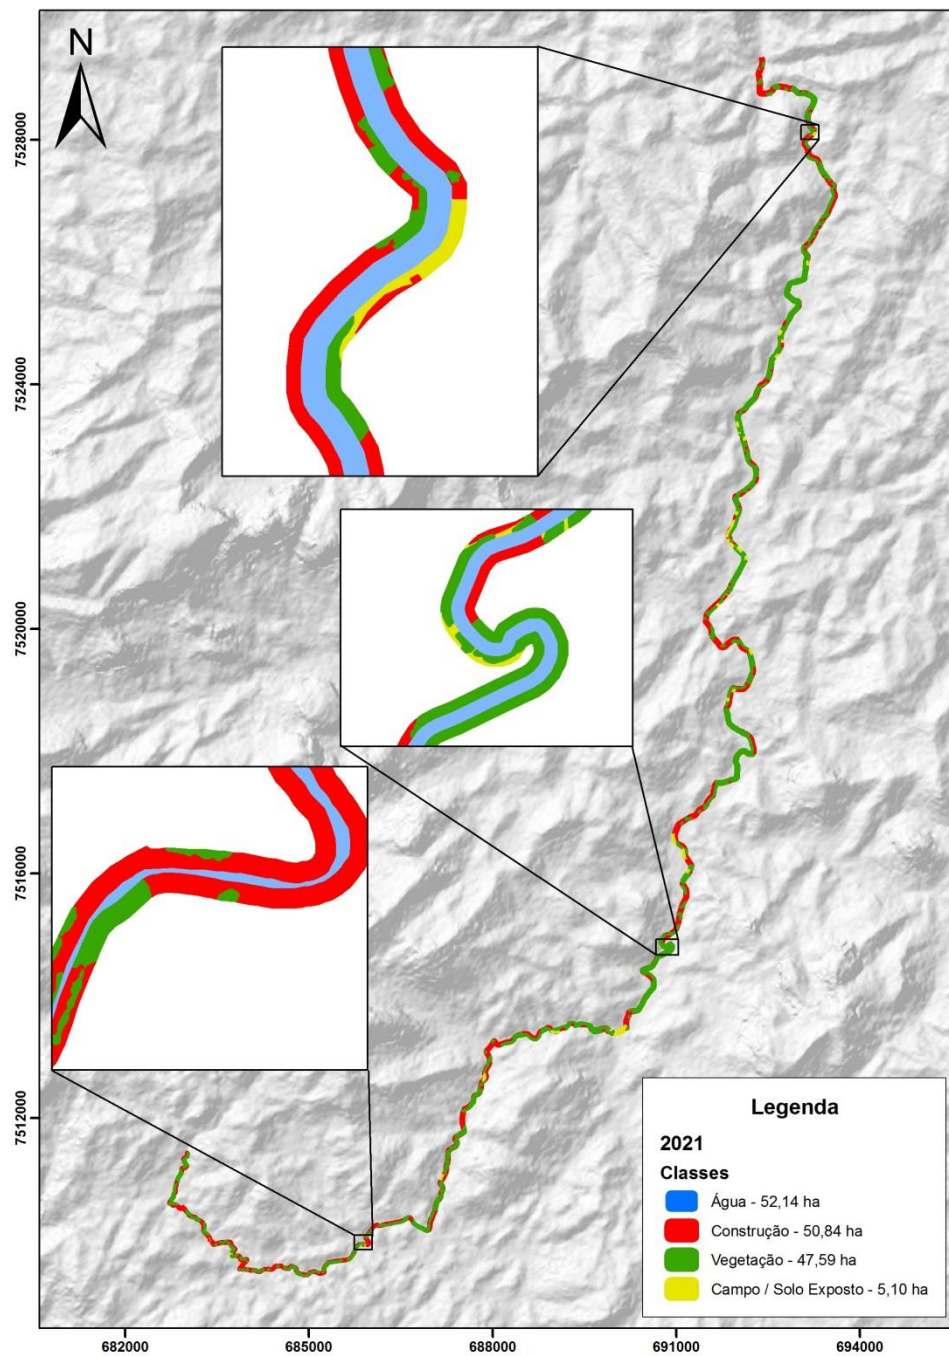 N
7528000
7524000
7520000
7516000
7512000
Legenda
2021
Classes
Água - 52,14 ha
Construção - 50,84 ha
Vegetação - 47,59 ha
Campo / Solo Exposto - 5,10 ha
682000 685000 688000 691000 694000